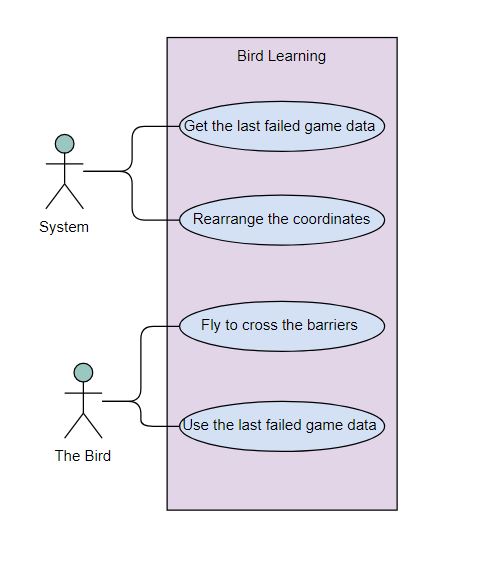 Bird Learning
Get the last failed game data
Rearrange the coordinates
System
Fly to cross the barriers
Use the last failed game data
The Bird